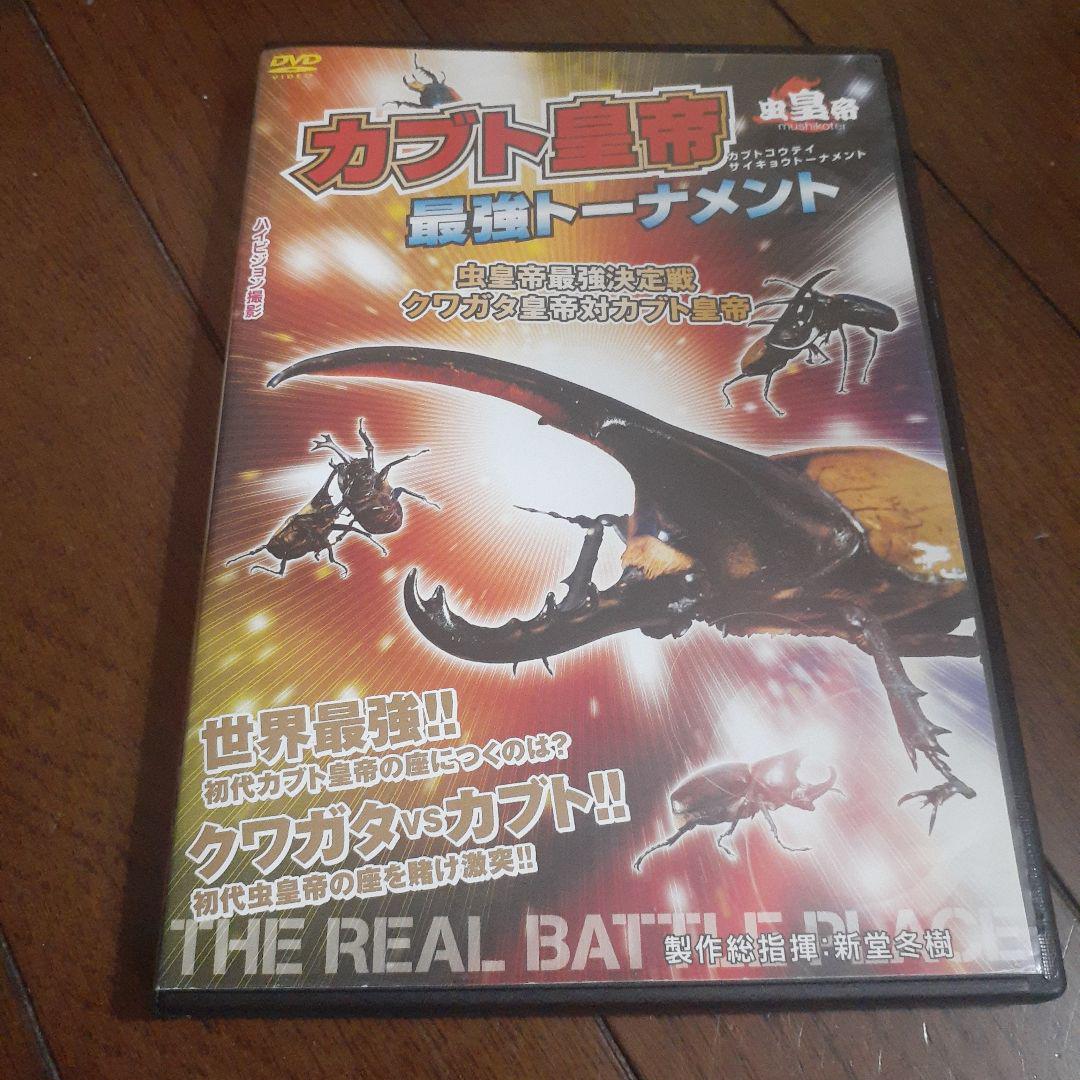 DVD
VIDEO
カブト皇帝
虫皇帝
mushikotei
カブトコウテイ
サイキョウトーナメント
最強トーナメント
ハイビジョン撮影
虫皇帝最強決定戦
クワガタ皇帝対カブト皇帝
世界最強!!
初代カブト皇帝の座につくのは?
クワガタvsカブト!!
初代虫皇帝の座を賭け激突!!
THE REAL BATTLE PLACE
製作総指揮:新堂冬樹